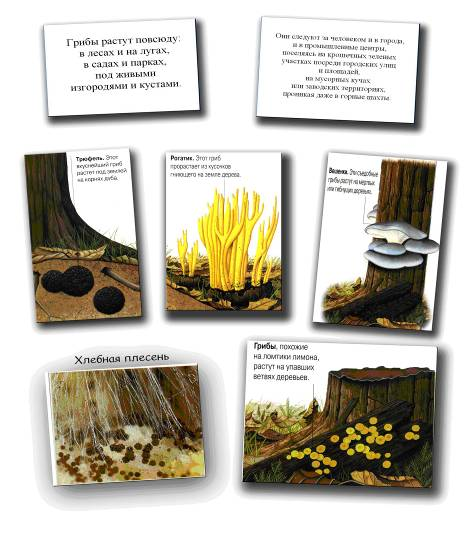 Грибы растут повсюду:
в лесах и на лугах,
в садах и парках,
под живыми
изгородями и кустами.
Они следуют за человеком и в города,
и в промышленные центры,
поселяясь на крошечных зеленых
участках посреди городских улиц
и площадей,
на мусорных кучах
или заводских территориях,
проникая даже в горные шахты.
Трюфель. Этот
вкуснейший гриб
растет под землей
на корнях дуба.
Рогатик. Этот гриб
прорастает из кусочков
гниющего на земле дерева.
Вешенка. Эти съедобные
грибы растут на мертвых
или гибнущих деревьях.
Хлебная плесень
Грибы, похожие
на ломтики лимона,
растут на упавших
ветвях деревьев.